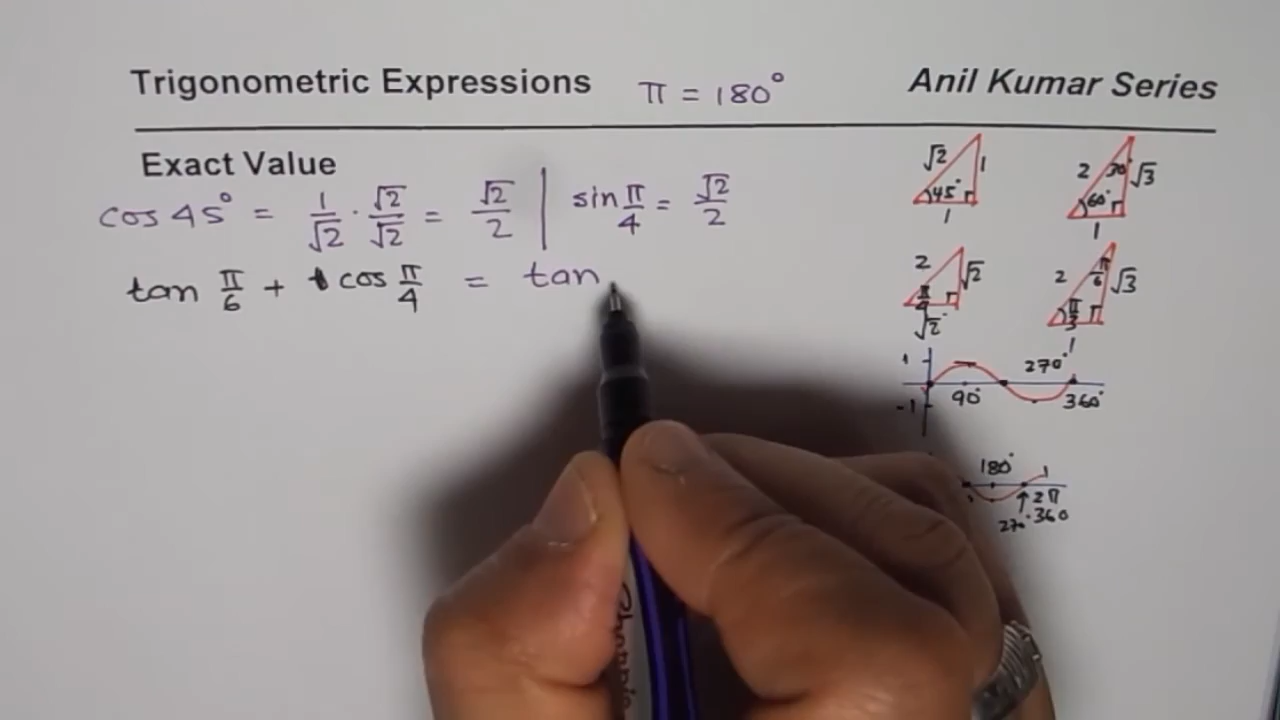 Trigonometric Expressions π = 180° Anil Kumar Series
Exact Value
cos 45° = 1/√2 · √2/√2 = √2/2 | sin π/4 = √2/2
tan π/6 + cos π/4 = tan
√2 1 45° 1
2 30° √3 60° 1
2 √2 π/4 √2
2 π/6 √3 π/3 1
1 270°
-1 90° 360°
180° 1
2π
270° 360